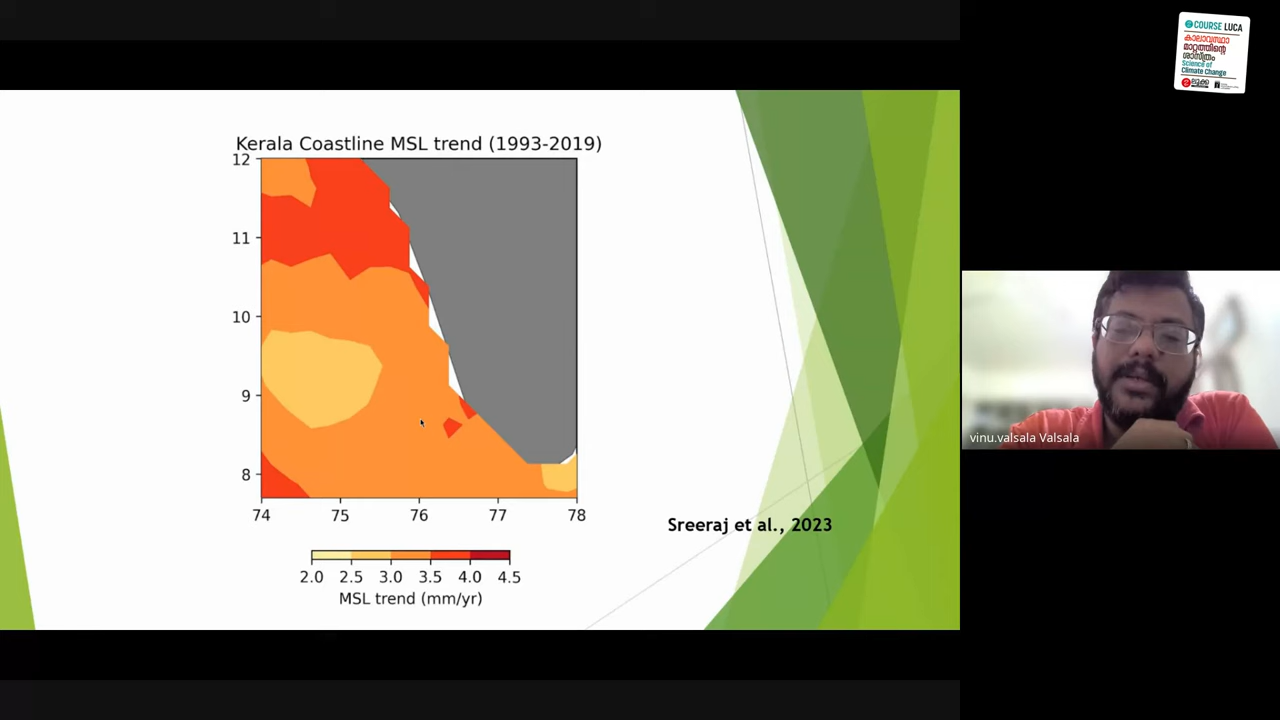 Kerala Coastline MSL trend (1993-2019)
12
11
10
9
8
74 75 76 77 78
2.0 2.5 3.0 3.5 4.0 4.5
MSL trend (mm/yr)
Sreeraj et al., 2023
COURSE LUCA
കാലാവസ്ഥാ
മാറ്റത്തിന്റെ
ശാസ്ത്രം
Science of
Climate Change
ലൂക്ക
vinu.valsala Valsala